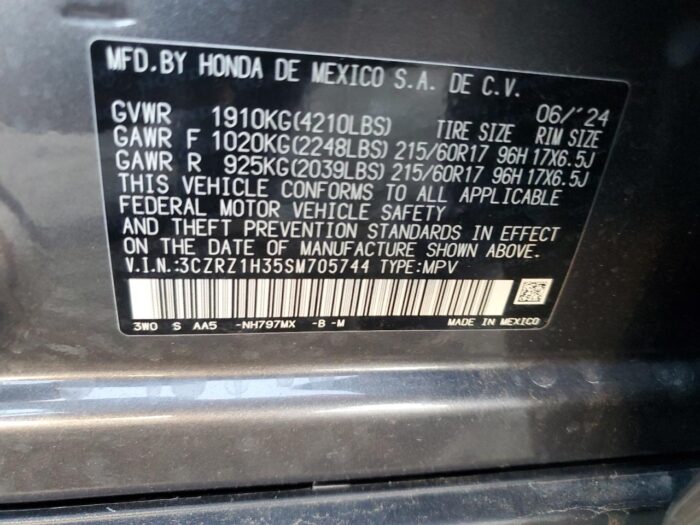 MFD.BY HONDA DE MEXICO S.A. DE C.V.
06/'24
GVWR 1910KG(4210LBS) TIRE SIZE RIM SIZE
GAWR F 1020KG(2248LBS) 215/60R17 96H 17X6.5J
GAWR R 925KG(2039LBS) 215/60R17 96H 17X6.5J
THIS VEHICLE CONFORMS TO ALL APPLICABLE
FEDERAL MOTOR VEHICLE SAFETY
AND THEFT PREVENTION STANDARDS IN EFFECT
ON THE DATE OF MANUFACTURE SHOWN ABOVE.
V.I.N.:3CZRZ1H35SM705744 TYPE:MPV
3W0 S AA5 -NH797MX -B -M MADE IN MEXICO